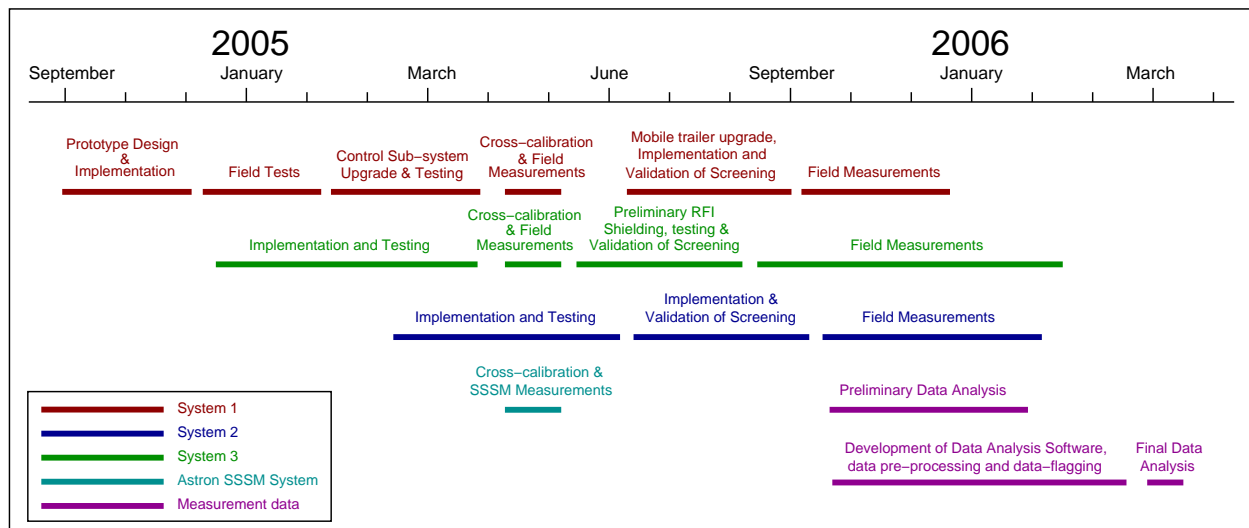 2005
2006
September
January
March
June
September
January
March
Prototype Design
&
Implementation
Field Tests
Control Sub−system
Upgrade & Testing
Cross−calibration
& Field
Measurements
Mobile trailer upgrade,
Implementation and
Validation of Screening
Field Measurements
Implementation and Testing
Cross−calibration
& Field
Measurements
Preliminary RFI
Shielding, testing &
Validation of Screening
Field Measurements
Implementation and Testing
Implementation &
Validation of Screening
Field Measurements
Cross−calibration &
SSSM Measurements
Preliminary Data Analysis
Development of Data Analysis Software,
data pre−processing and data−flagging
Final Data
Analysis
System 1
System 2
System 3
Astron SSSM System
Measurement data